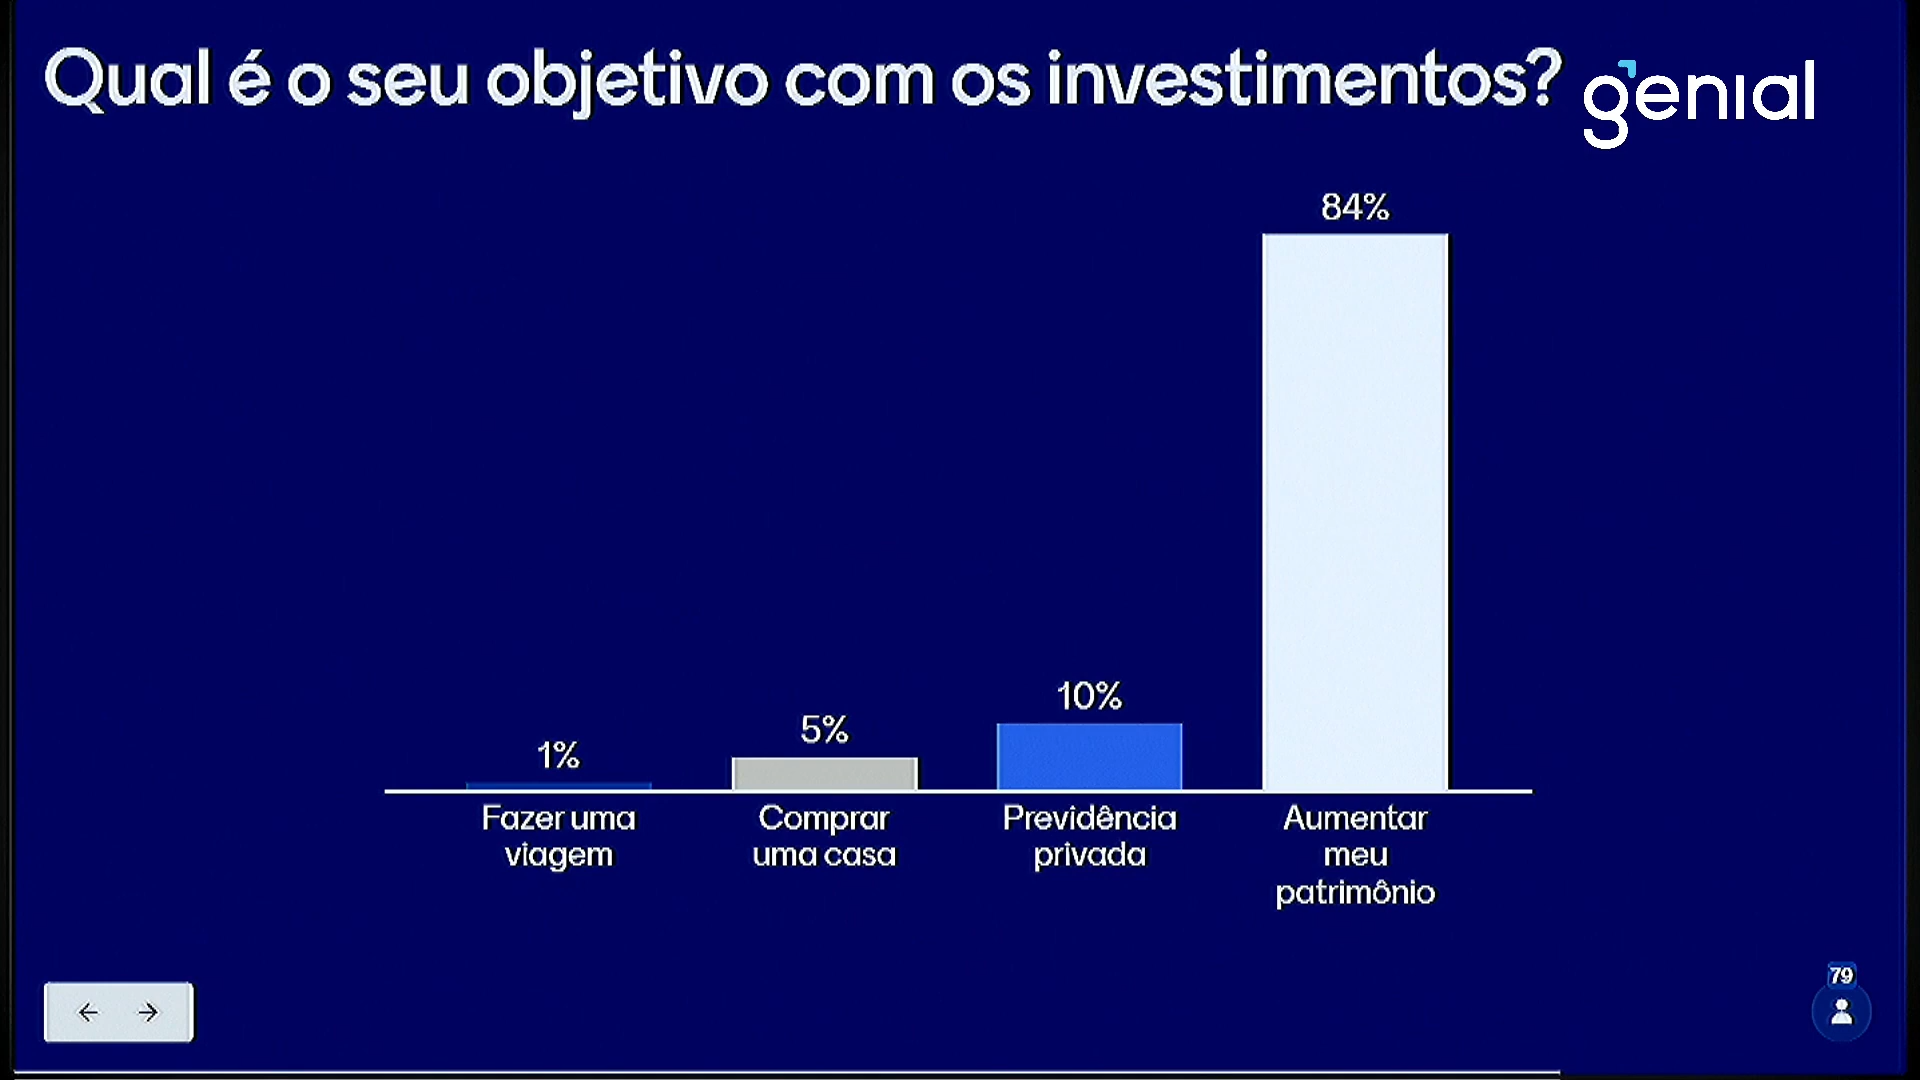 Qual é o seu objetivo com os investimentos?
genial
84%
10%
5%
1%
Fazer uma
viagem
Comprar
uma casa
Previdência
privada
Aumentar
meu
patrimônio
79